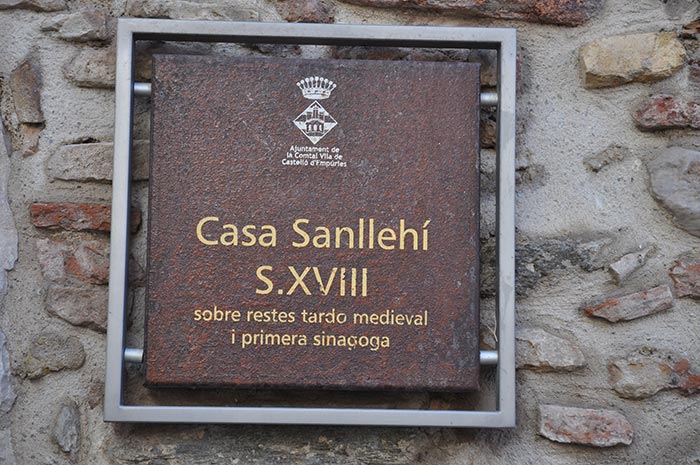 Ajuntament de
la Comtal Vila de
Castelló d'Empúries
Casa Sanllehí
S.XVIII
sobre restes tardo medieval
i primera sinagoga